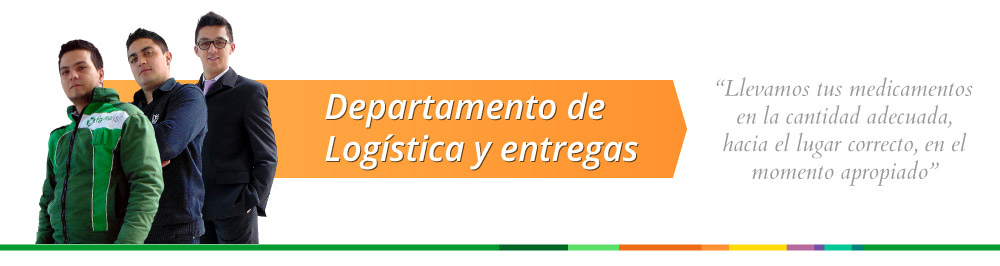 Departamento de
Logística y entregas
“Llevamos tus medicamentos
en la cantidad adecuada,
hacia el lugar correcto, en el
momento apropiado”